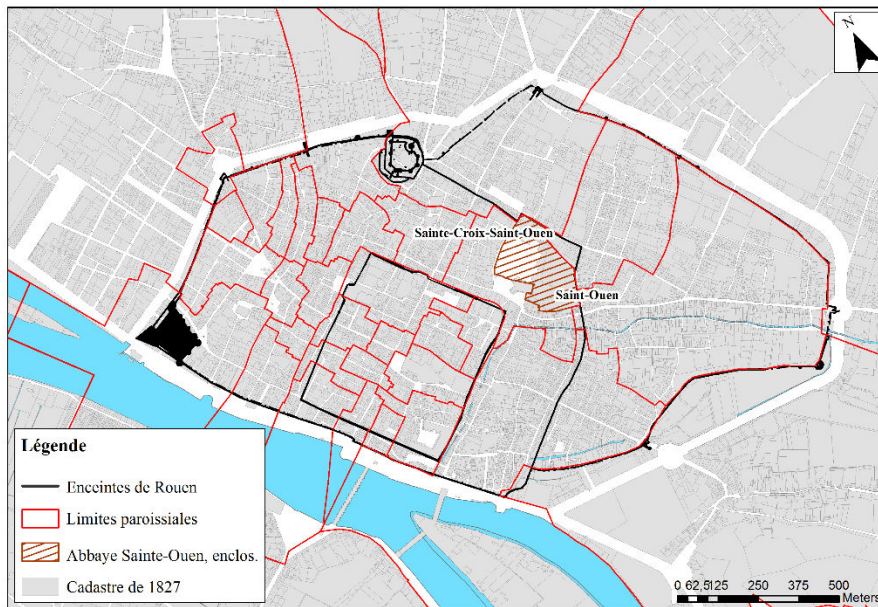 N
Sainte-Croix-Saint-Ouen
Saint-Ouen
Légende
Enceintes de Rouen
Limites paroissiales
Abbaye Sainte-Ouen, enclos.
Cadastre de 1827
0 62,5125 250 375 500
Meters